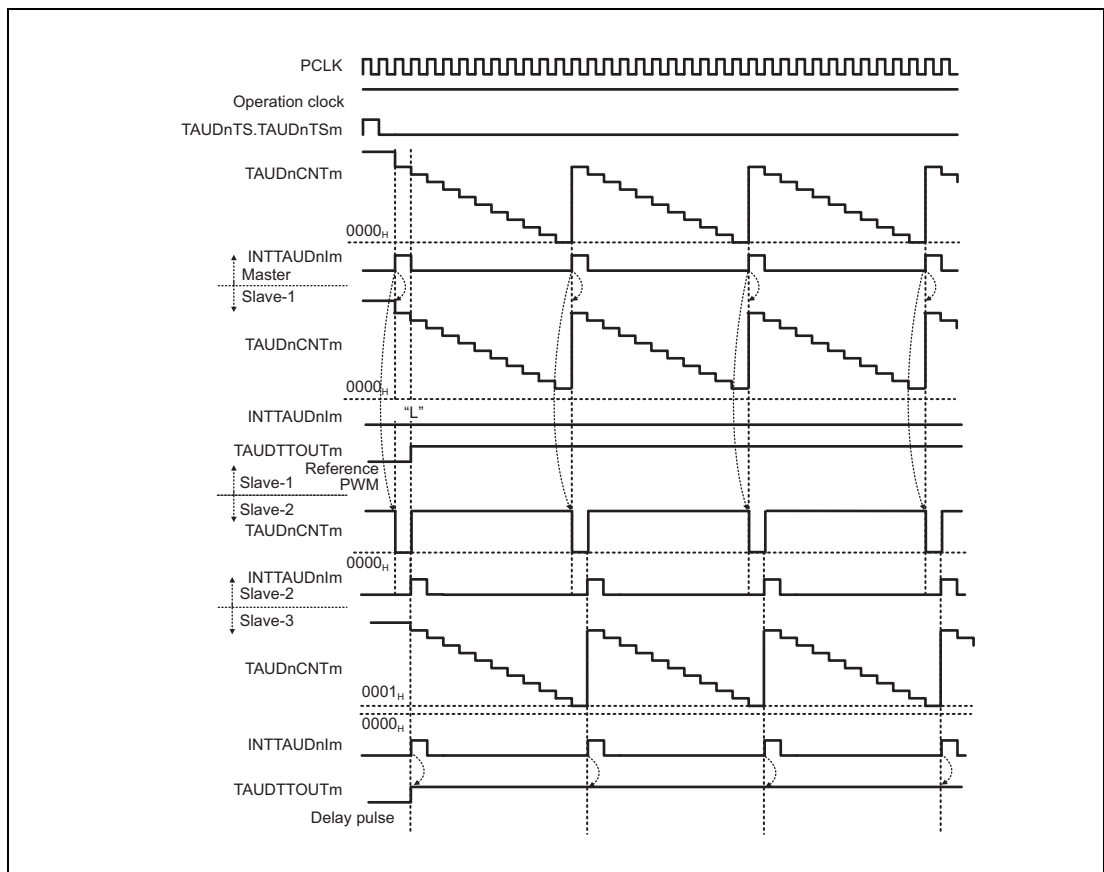 PCLK
Operation clock
TAUDnTS.TAUDnTSm
TAUDnCNTm
0000H
INTTAUDnIm
Master
Slave-1
TAUDnCNTm
0000H
INTTAUDnIm
“L”
TAUDTTOUTm
Reference
PWM
Slave-1
Slave-2
TAUDnCNTm
0000H
INTTAUDnIm
Slave-2
Slave-3
TAUDnCNTm
0001H
0000H
INTTAUDnIm
TAUDTTOUTm
Delay pulse